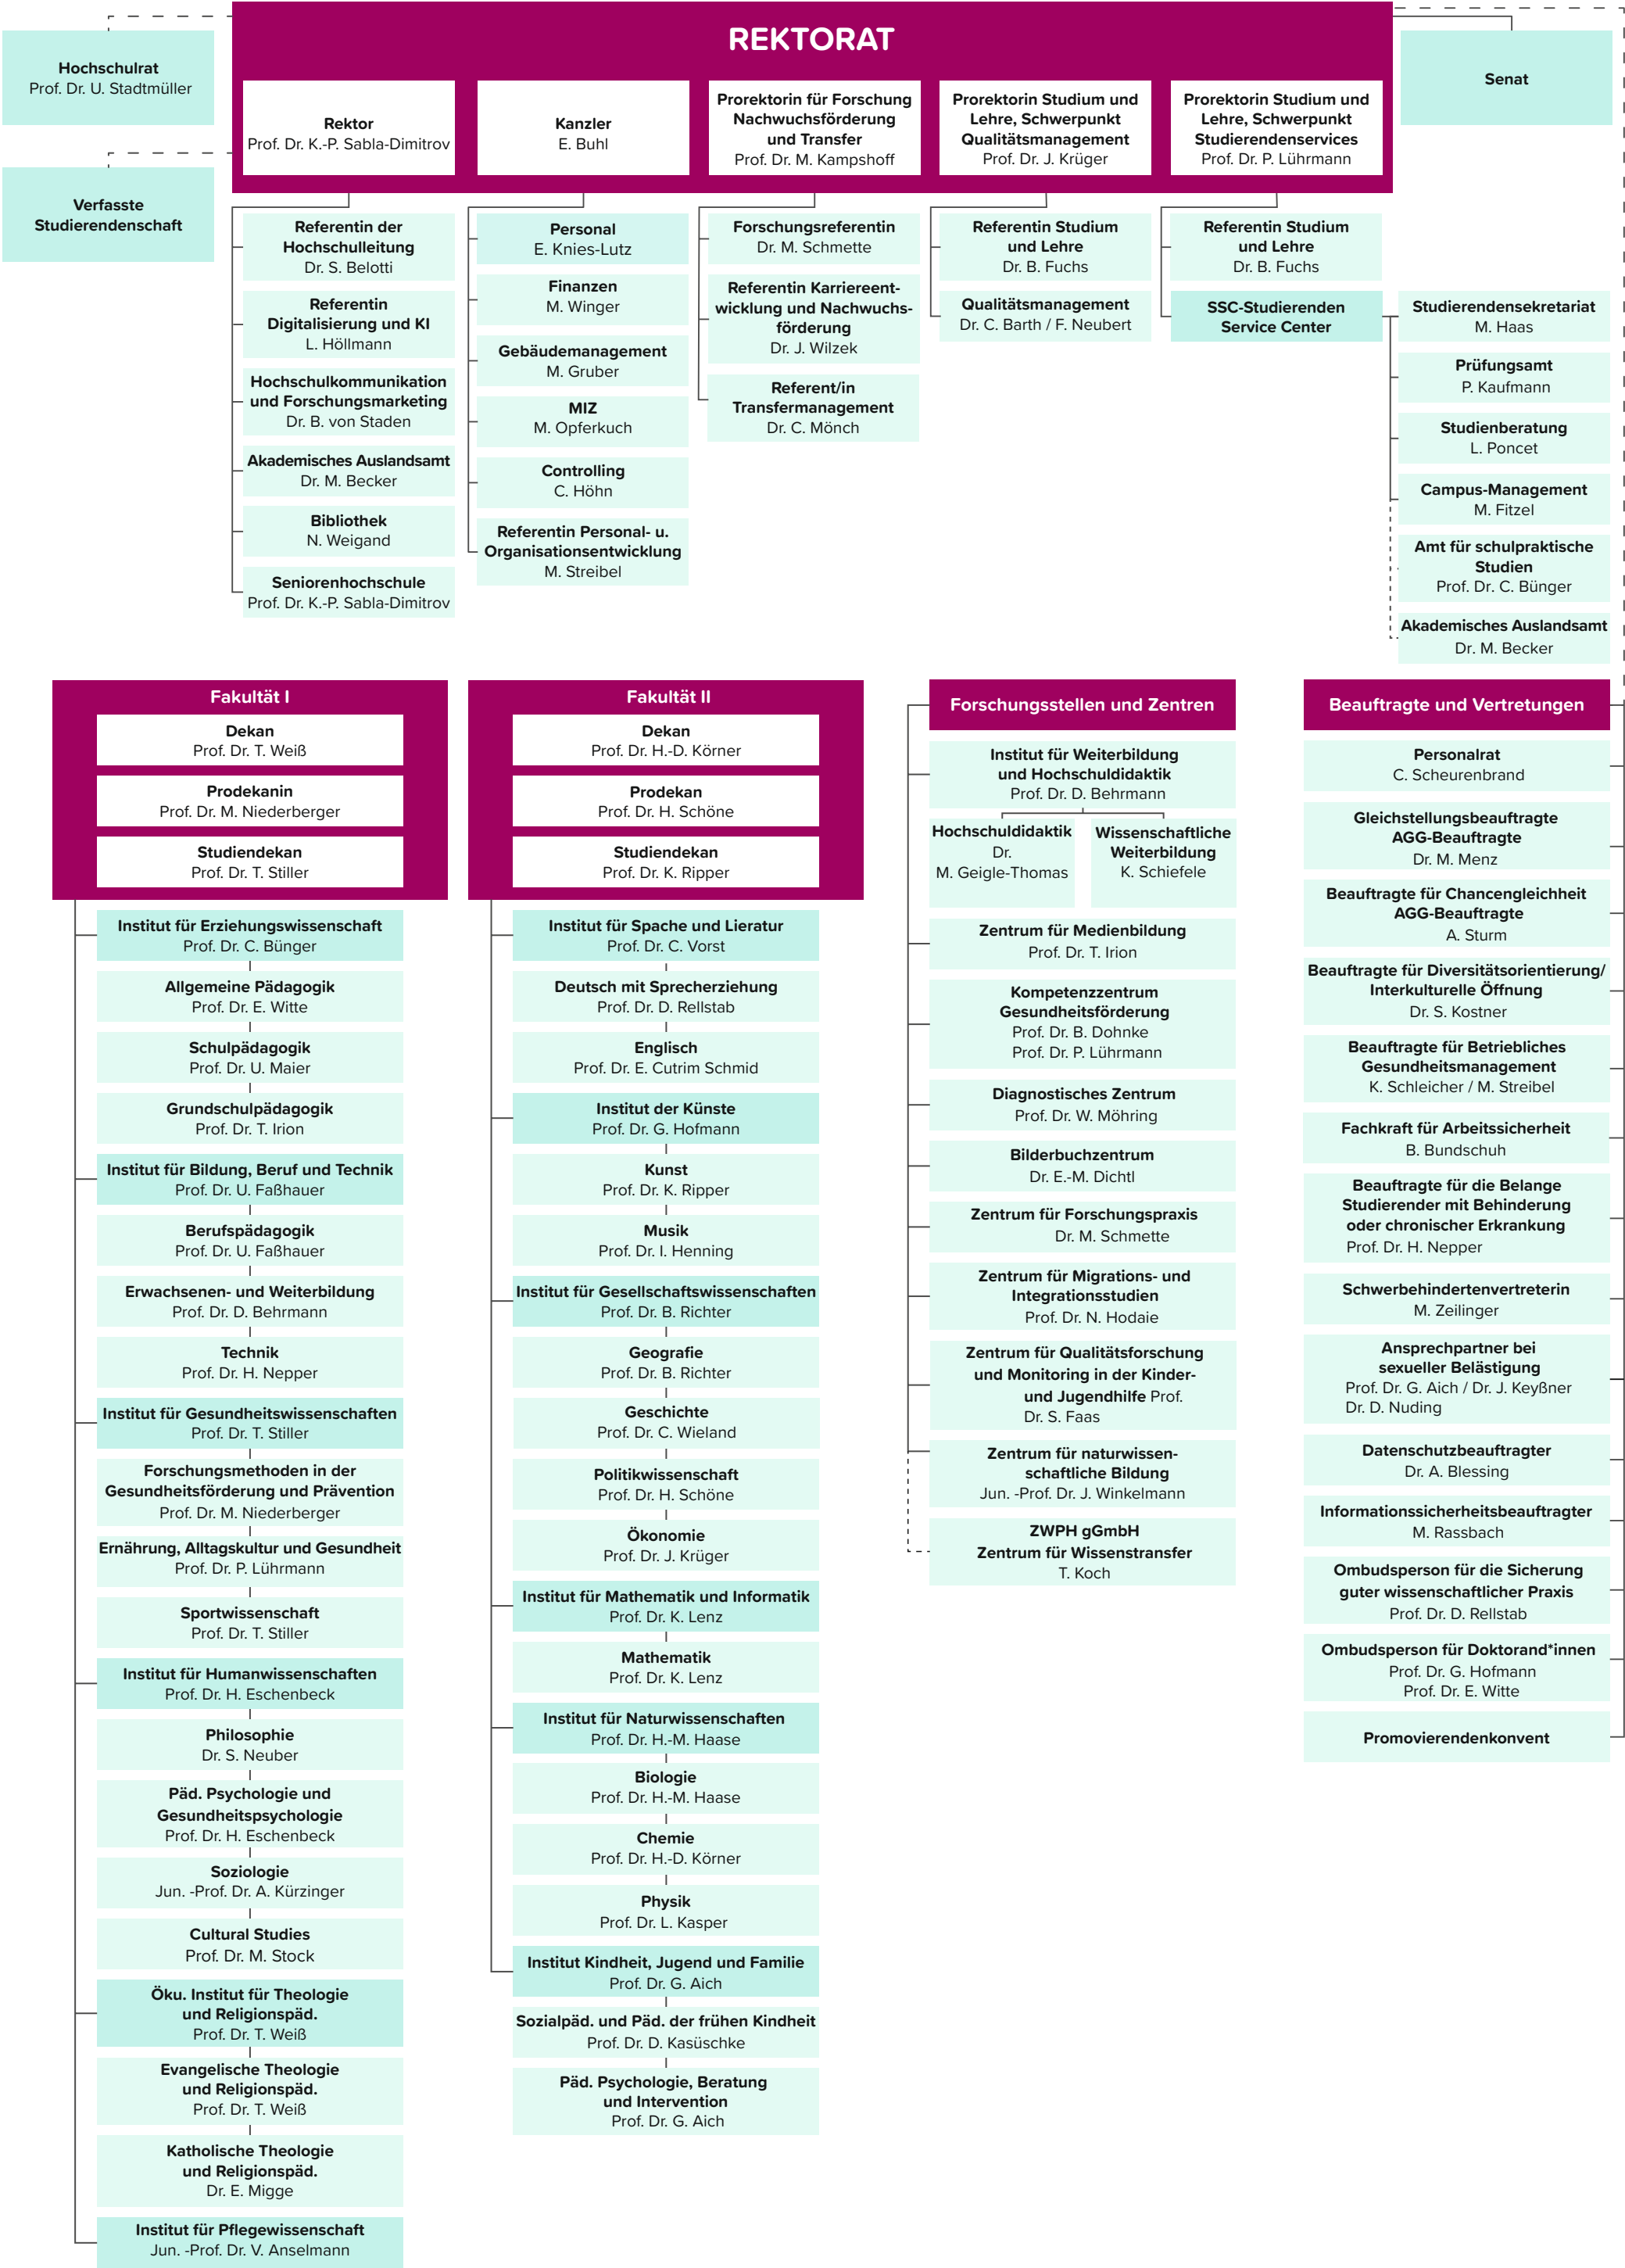 REKTORAT
Hochschulrat
Prof. Dr. U. Stadtmüller
Verfasste
Studierendenschaft
Senat
Rektor
Prof. Dr. K.-P. Sabla-Dimitrov
Kanzler
E. Buhl
Prorektorin für Forschung
Nachwuchsförderung
und Transfer
Prof. Dr. M. Kampshoff
Prorektorin Studium und
Lehre, Schwerpunkt
Qualitätsmanagement
Prof. Dr. J. Krüger
Prorektorin Studium und
Lehre, Schwerpunkt
Studierendenservices
Prof. Dr. P. Lührmann
Referentin der
Hochschulleitung
Dr. S. Belotti
Referentin
Digitalisierung und KI
L. Höllmann
Hochschulkommunikation
und Forschungsmarketing
Dr. B. von Staden
Akademisches Auslandsamt
Dr. M. Becker
Bibliothek
N. Weigand
Seniorenhochschule
Prof. Dr. K.-P. Sabla-Dimitrov
Personal
E. Knies-Lutz
Finanzen
M. Winger
Gebäudemanagement
M. Gruber
MIZ
M. Opferkuch
Controlling
C. Höhn
Referentin Personal- u.
Organisationsentwicklung
M. Streibel
Forschungsreferentin
Dr. M. Schmette
Referentin Karriereent-
wicklung und Nachwuchs-
förderung
Dr. J. Wilzek
Referent/in
Transfermanagement
Dr. C. Mönch
Referentin Studium
und Lehre
Dr. B. Fuchs
Qualitätsmanagement
Dr. C. Barth / F. Neubert
Referentin Studium
und Lehre
Dr. B. Fuchs
SSC-Studierenden
Service Center
Studierendensekretariat
M. Haas
Prüfungsamt
P. Kaufmann
Studienberatung
L. Poncet
Campus-Management
M. Fitzel
Amt für schulpraktische
Studien
Prof. Dr. C. Bünger
Akademisches Auslandsamt
Dr. M. Becker
Fakultät I
Dekan
Prof. Dr. T. Weiß
Prodekanin
Prof. Dr. M. Niederberger
Studiendekan
Prof. Dr. T. Stiller
Institut für Erziehungswissenschaft
Prof. Dr. C. Bünger
Allgemeine Pädagogik
Prof. Dr. E. Witte
Schulpädagogik
Prof. Dr. U. Maier
Grundschulpädagogik
Prof. Dr. T. Irion
Institut für Bildung, Beruf und Technik
Prof. Dr. U. Faßhauer
Berufspädagogik
Prof. Dr. U. Faßhauer
Erwachsenen- und Weiterbildung
Prof. Dr. D. Behrmann
Technik
Prof. Dr. H. Nepper
Institut für Gesundheitswissenschaften
Prof. Dr. T. Stiller
Forschungsmethoden in der
Gesundheitsförderung und Prävention
Prof. Dr. M. Niederberger
Ernährung, Alltagskultur und Gesundheit
Prof. Dr. P. Lührmann
Sportwissenschaft
Prof. Dr. T. Stiller
Institut für Humanwissenschaften
Prof. Dr. H. Eschenbeck
Philosophie
Dr. S. Neuber
Päd. Psychologie und
Gesundheitspsychologie
Prof. Dr. H. Eschenbeck
Soziologie
Jun. -Prof. Dr. A. Kürzinger
Cultural Studies
Prof. Dr. M. Stock
Öku. Institut für Theologie
und Religionspäd.
Prof. Dr. T. Weiß
Evangelische Theologie
und Religionspäd.
Prof. Dr. T. Weiß
Katholische Theologie
und Religionspäd.
Dr. E. Migge
Institut für Pflegewissenschaft
Jun. -Prof. Dr. V. Anselmann
Fakultät II
Dekan
Prof. Dr. H.-D. Körner
Prodekan
Prof. Dr. H. Schöne
Studiendekan
Prof. Dr. K. Ripper
Institut für Spache und Lieratur
Prof. Dr. C. Vorst
Deutsch mit Sprecherziehung
Prof. Dr. D. Rellstab
Englisch
Prof. Dr. E. Cutrim Schmid
Institut der Künste
Prof. Dr. G. Hofmann
Kunst
Prof. Dr. K. Ripper
Musik
Prof. Dr. I. Henning
Institut für Gesellschaftswissenschaften
Prof. Dr. B. Richter
Geografie
Prof. Dr. B. Richter
Geschichte
Prof. Dr. C. Wieland
Politikwissenschaft
Prof. Dr. H. Schöne
Ökonomie
Prof. Dr. J. Krüger
Institut für Mathematik und Informatik
Prof. Dr. K. Lenz
Mathematik
Prof. Dr. K. Lenz
Institut für Naturwissenschaften
Prof. Dr. H.-M. Haase
Biologie
Prof. Dr. H.-M. Haase
Chemie
Prof. Dr. H.-D. Körner
Physik
Prof. Dr. L. Kasper
Institut Kindheit, Jugend und Familie
Prof. Dr. G. Aich
Sozialpäd. und Päd. der frühen Kindheit
Prof. Dr. D. Kasüschke
Päd. Psychologie, Beratung
und Intervention
Prof. Dr. G. Aich
Forschungsstellen und Zentren
Institut für Weiterbildung
und Hochschuldidaktik
Prof. Dr. D. Behrmann
Hochschuldidaktik
Dr.
M. Geigle-Thomas
Wissenschaftliche
Weiterbildung
K. Schiefele
Zentrum für Medienbildung
Prof. Dr. T. Irion
Kompetenzzentrum
Gesundheitsförderung
Prof. Dr. B. Dohnke
Prof. Dr. P. Lührmann
Diagnostisches Zentrum
Prof. Dr. W. Möhring
Bilderbuchzentrum
Dr. E.-M. Dichtl
Zentrum für Forschungspraxis
Dr. M. Schmette
Zentrum für Migrations- und
Integrationsstudien
Prof. Dr. N. Hodaie
Zentrum für Qualitätsforschung
und Monitoring in der Kinder-
und Jugendhilfe Prof.
Dr. S. Faas
Zentrum für naturwissen-
schaftliche Bildung
Jun. -Prof. Dr. J. Winkelmann
ZWPH gGmbH
Zentrum für Wissenstransfer
T. Koch
Beauftragte und Vertretungen
Personalrat
C. Scheurenbrand
Gleichstellungsbeauftragte
AGG-Beauftragte
Dr. M. Menz
Beauftragte für Chancengleichheit
AGG-Beauftragte
A. Sturm
Beauftragte für Diversitätsorientierung/
Interkulturelle Öffnung
Dr. S. Kostner
Beauftragte für Betriebliches
Gesundheitsmanagement
K. Schleicher / M. Streibel
Fachkraft für Arbeitssicherheit
B. Bundschuh
Beauftragte für die Belange
Studierender mit Behinderung
oder chronischer Erkrankung
Prof. Dr. H. Nepper
Schwerbehindertenvertreterin
M. Zeilinger
Ansprechpartner bei
sexueller Belästigung
Prof. Dr. G. Aich / Dr. J. Keyßner
Dr. D. Nuding
Datenschutzbeauftragter
Dr. A. Blessing
Informationssicherheitsbeauftragter
M. Rassbach
Ombudsperson für die Sicherung
guter wissenschaftlicher Praxis
Prof. Dr. D. Rellstab
Ombudsperson für Doktorand*innen
Prof. Dr. G. Hofmann
Prof. Dr. E. Witte
Promovierendenkonvent